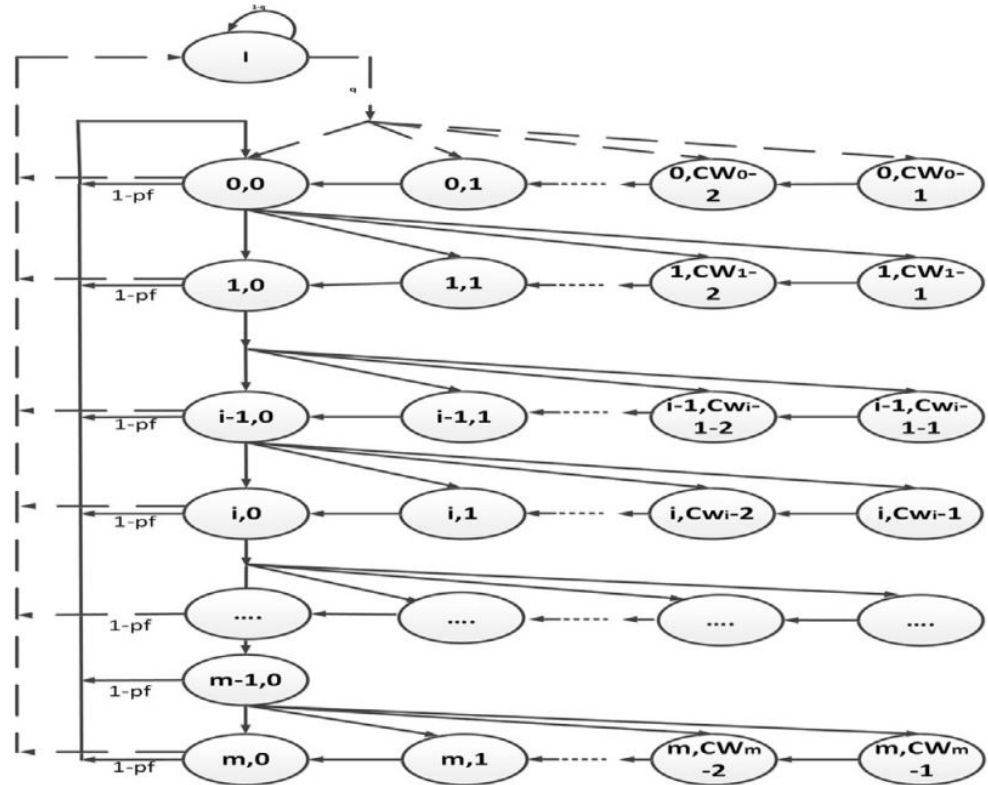 1-q
I
q
0,0
0,1
0,CW0-
2
0,CW0-
1
1-pf
1,0
1,1
1,CW1-
2
1,CW1-
1
1-pf
i-1,0
i-1,1
i-1,Cwi-
1-2
i-1,Cwi-
1-1
1-pf
i,0
i,1
i,Cwi-2
i,Cwi-1
1-pf
....
....
....
....
1-pf
m-1,0
1-pf
m,0
m,1
m,CWm
-2
m,CWm
-1
1-pf